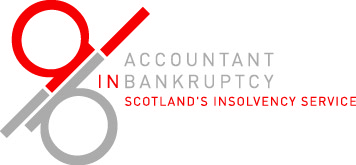 ACCOUNTANT
IN BANKRUPTCY
SCOTLAND'S INSOLVENCY SERVICE